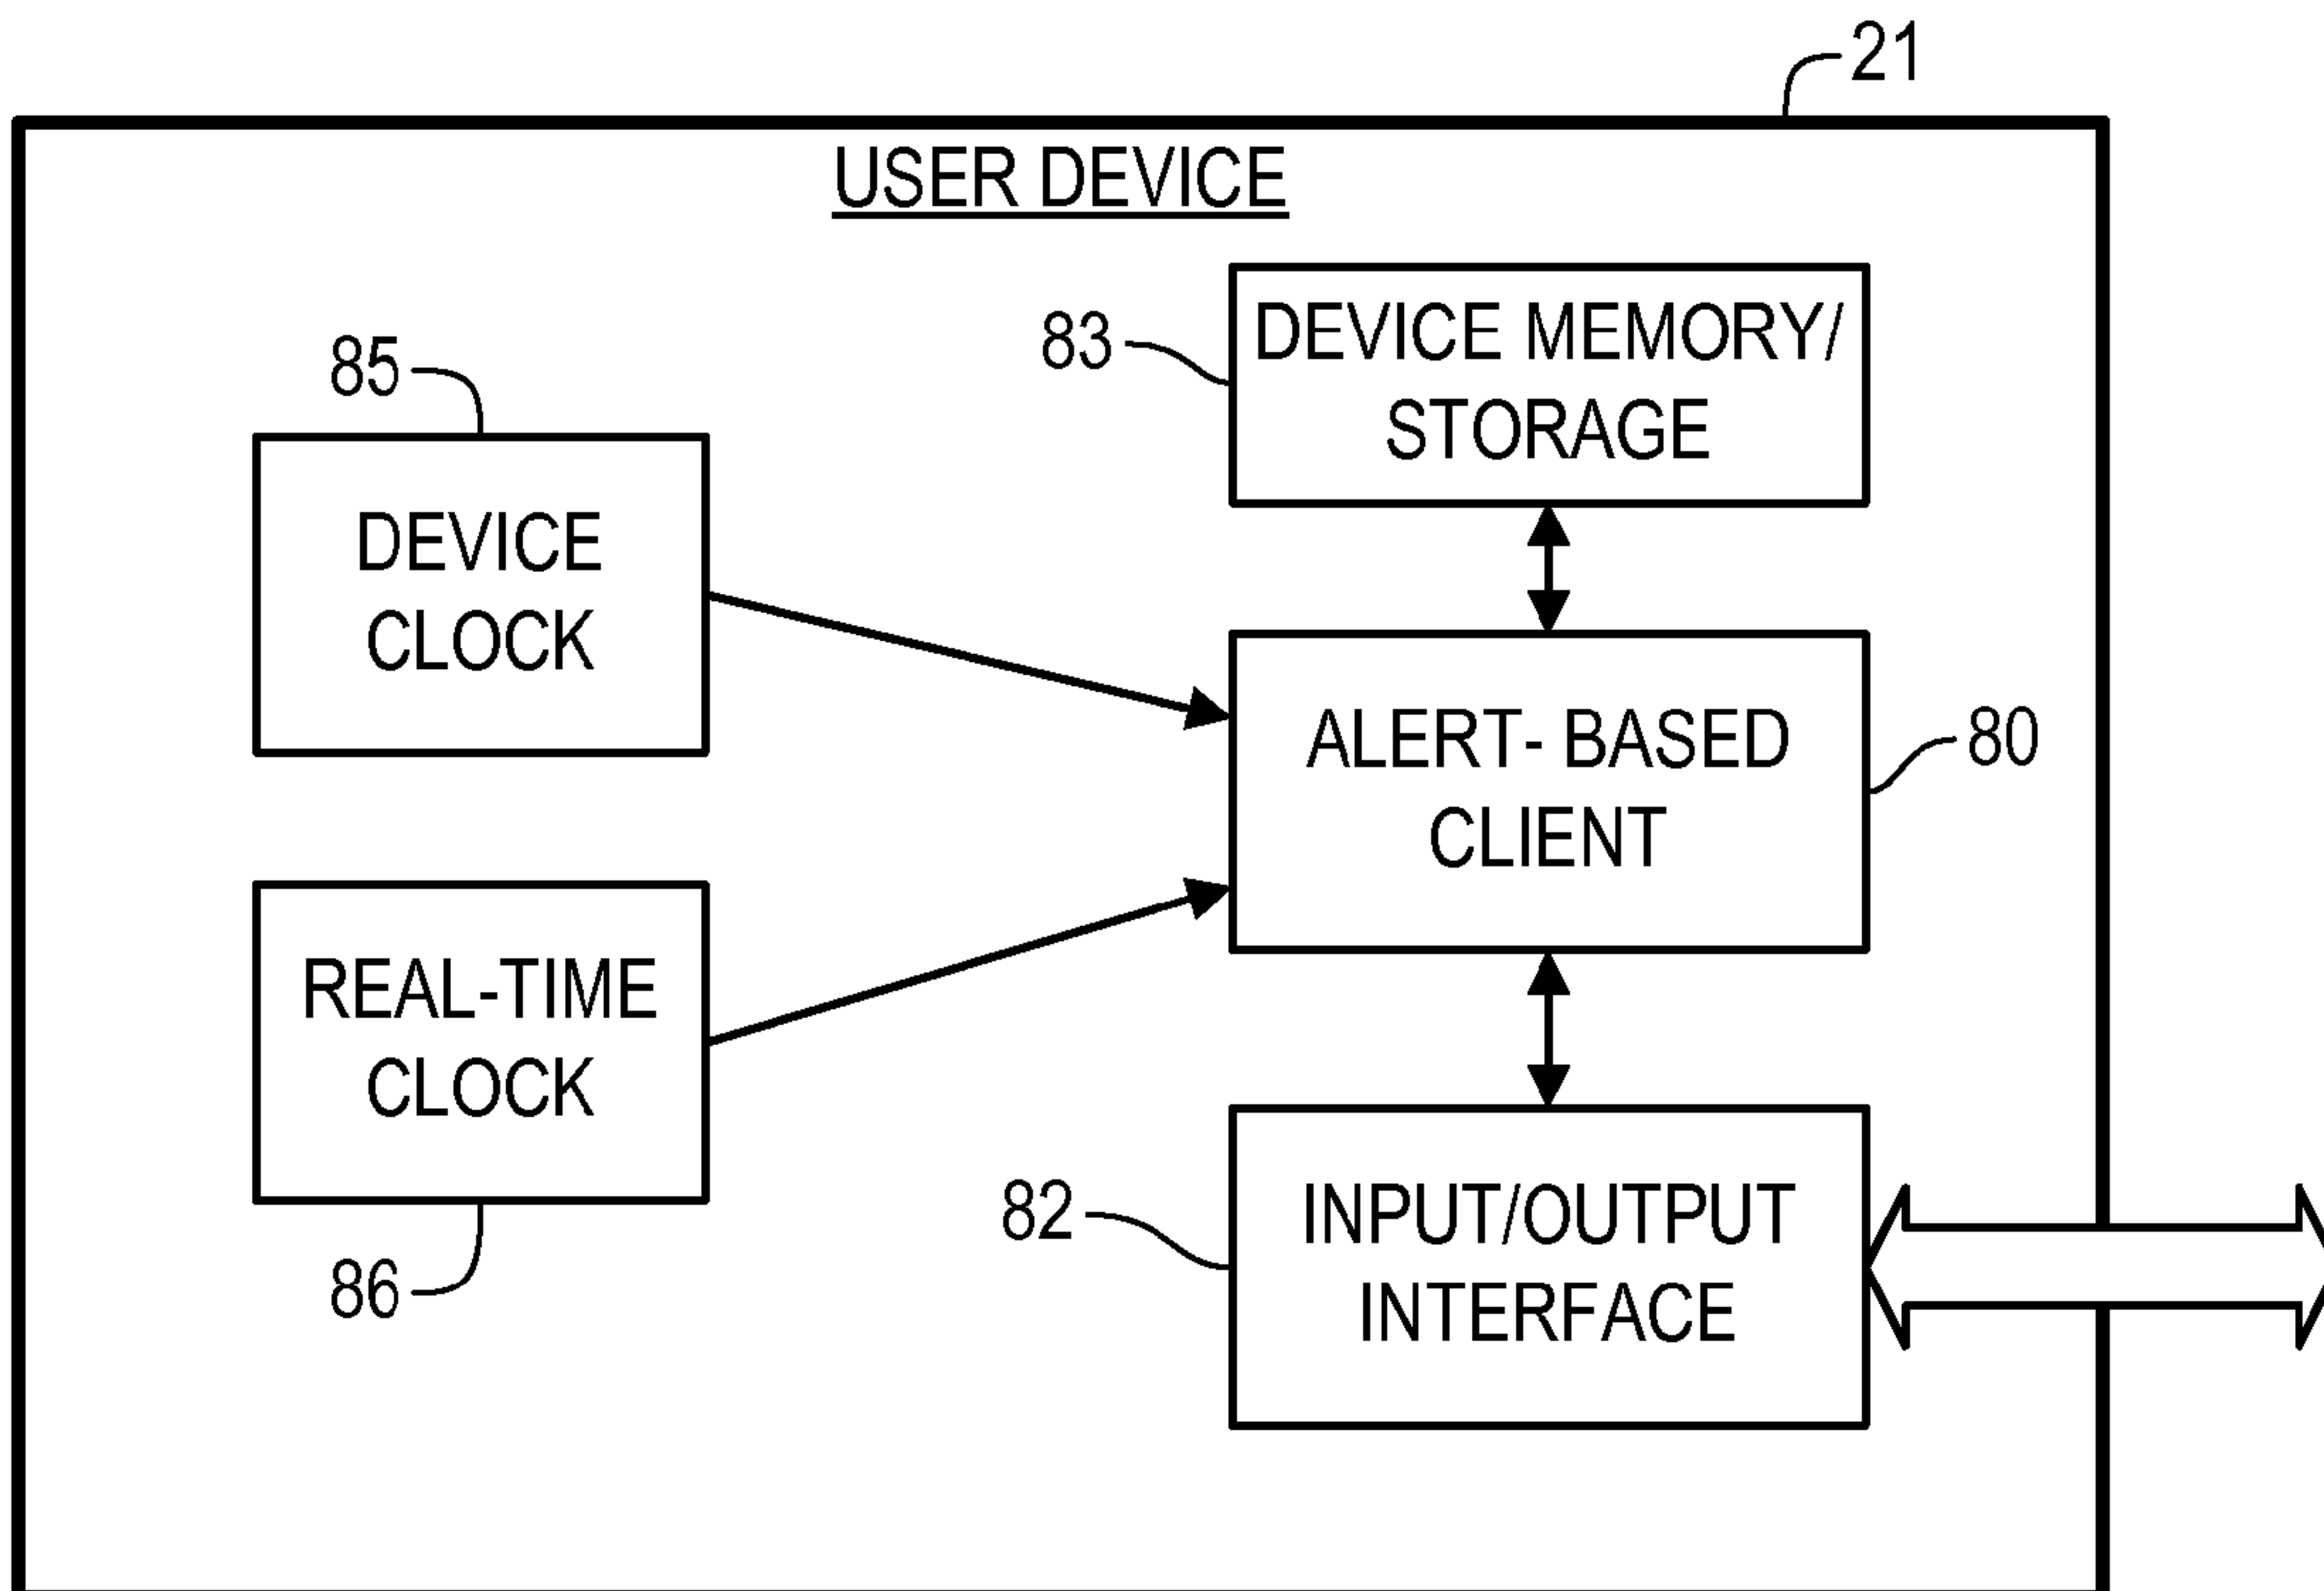 21
USER DEVICE
83
DEVICE MEMORY/
STORAGE
85
DEVICE
CLOCK
ALERT- BASED
CLIENT
80
REAL-TIME
CLOCK
86
82
INPUT/OUTPUT
INTERFACE